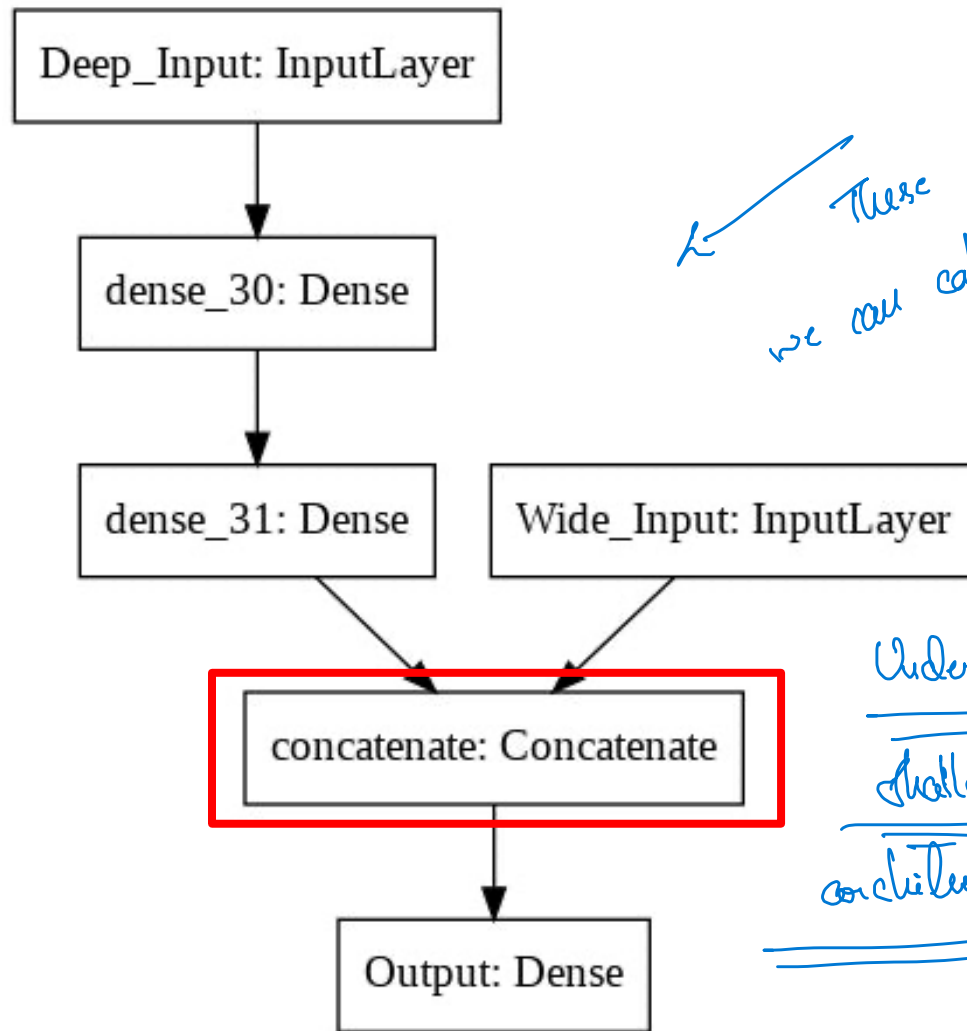 Deep_Input: InputLayer
These
we can
dense_30: Dense
dense_31: Dense
Wide_Input: InputLayer
concatenate: Concatenate
Output: Dense